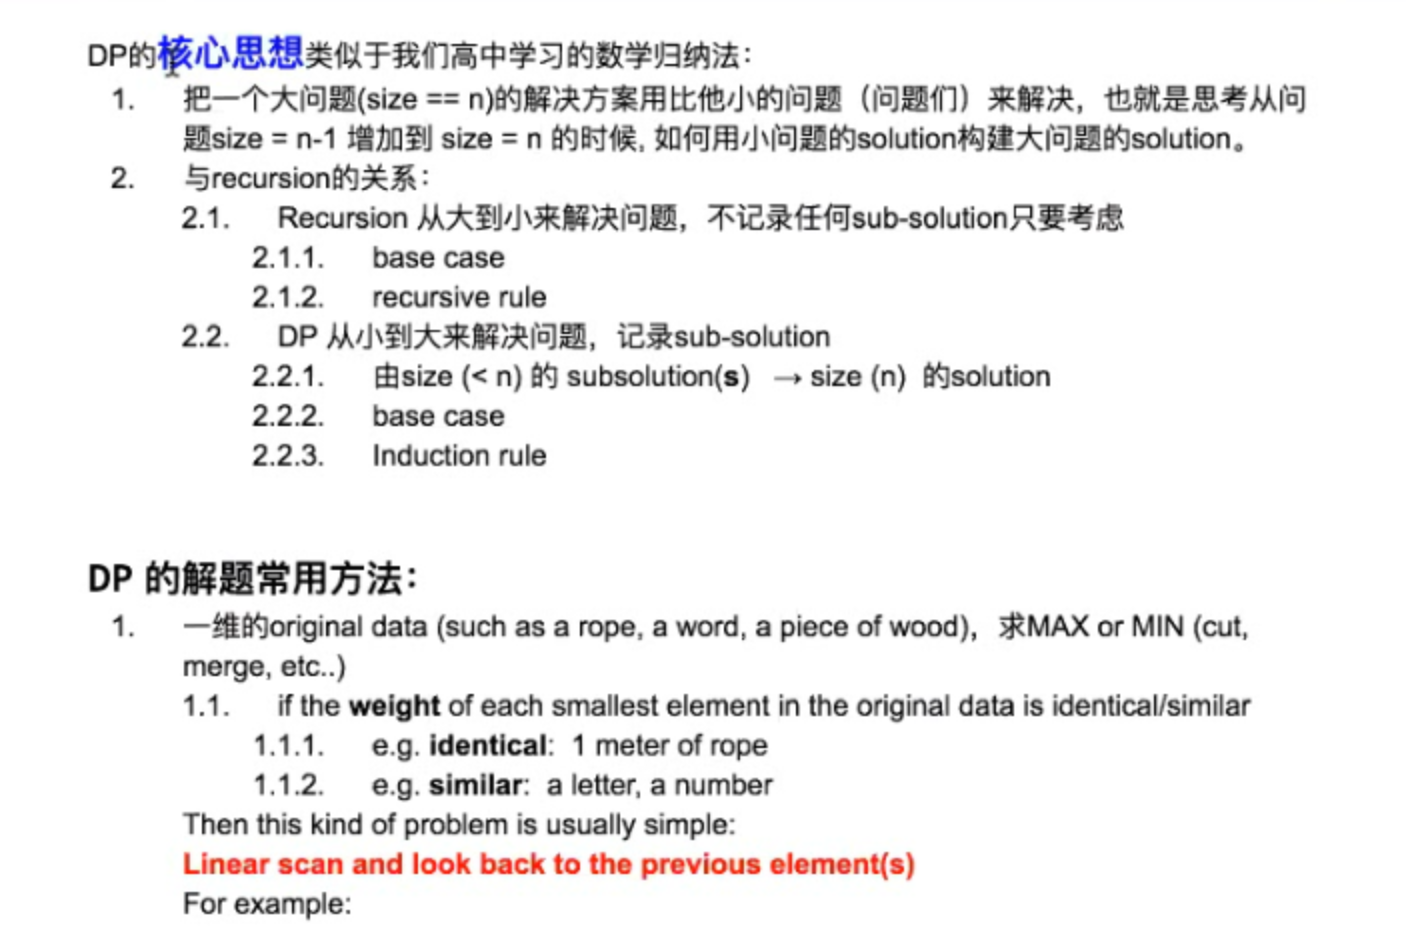 DP的核心思想类似于我们高中学习的数学归纳法：
1. 把一个大问题(size == n)的解决方案用比他小的问题（问题们）来解决，也就是思考从问
题size = n-1 增加到 size = n 的时候, 如何用小问题的solution构建大问题的solution。
2. 与recursion的关系：
2.1. Recursion 从大到小来解决问题，不记录任何sub-solution只要考虑
2.1.1. base case
2.1.2. recursive rule
2.2. DP 从小到大来解决问题，记录sub-solution
2.2.1. 由size (< n) 的 subsolution(s) → size (n) 的solution
2.2.2. base case
2.2.3. Induction rule
DP 的解题常用方法：
1. 一维的original data (such as a rope, a word, a piece of wood)，求MAX or MIN (cut,
merge, etc..)
1.1. if the weight of each smallest element in the original data is identical/similar
1.1.1. e.g. identical: 1 meter of rope
1.1.2. e.g. similar: a letter, a number
Then this kind of problem is usually simple:
Linear scan and look back to the previous element(s)
For example: